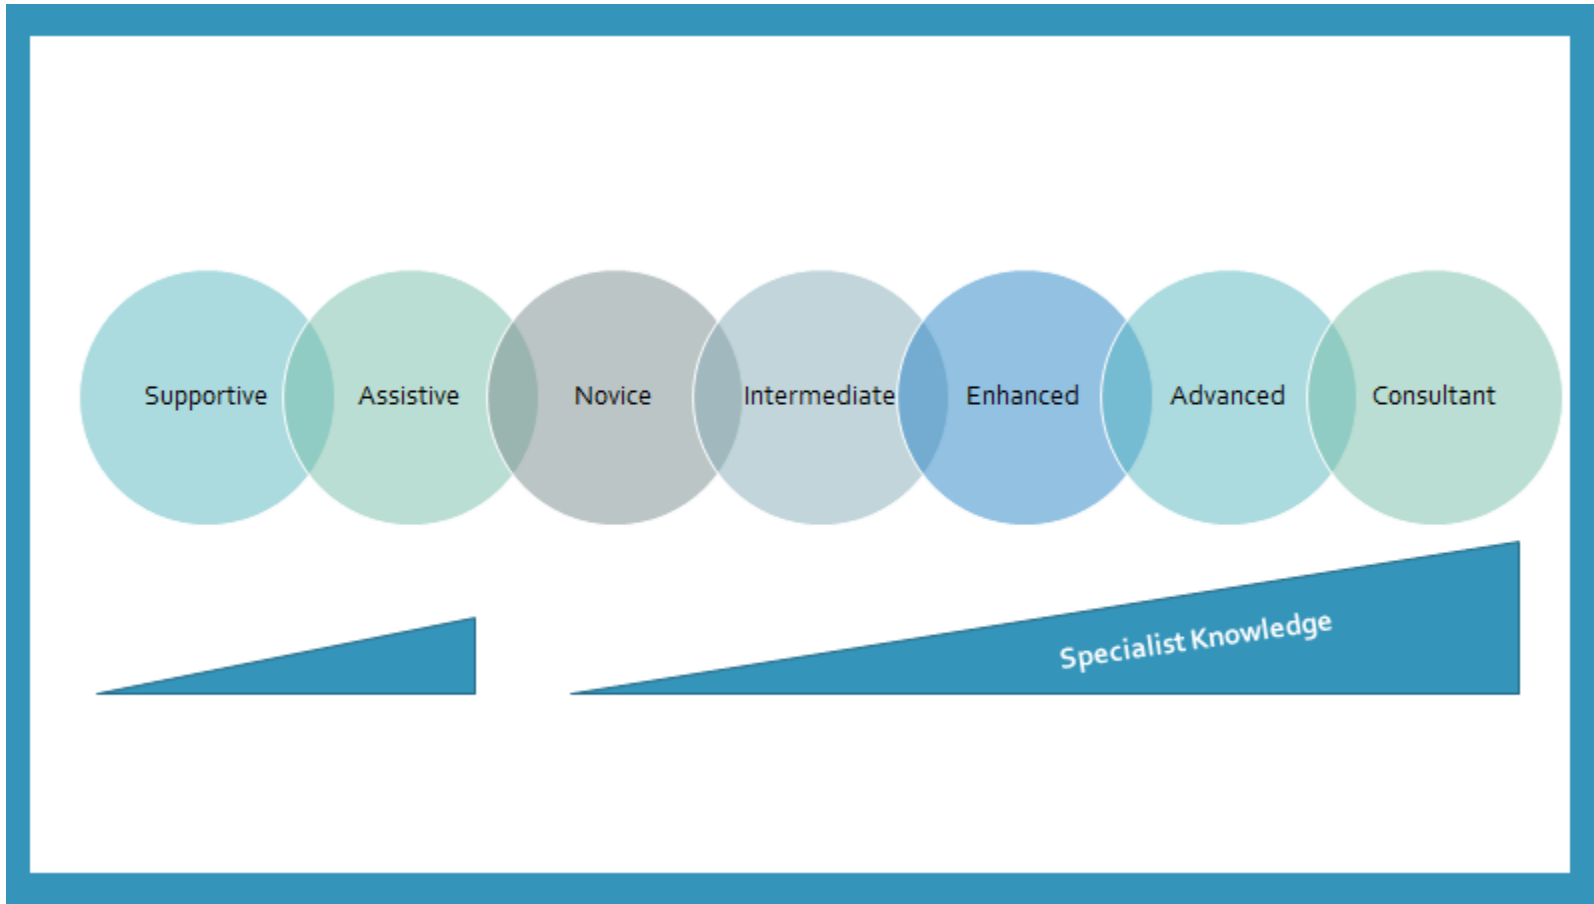 Supportive
Assistive
Novice
Intermediate
Enhanced
Advanced
Consultant
Specialist Knowledge